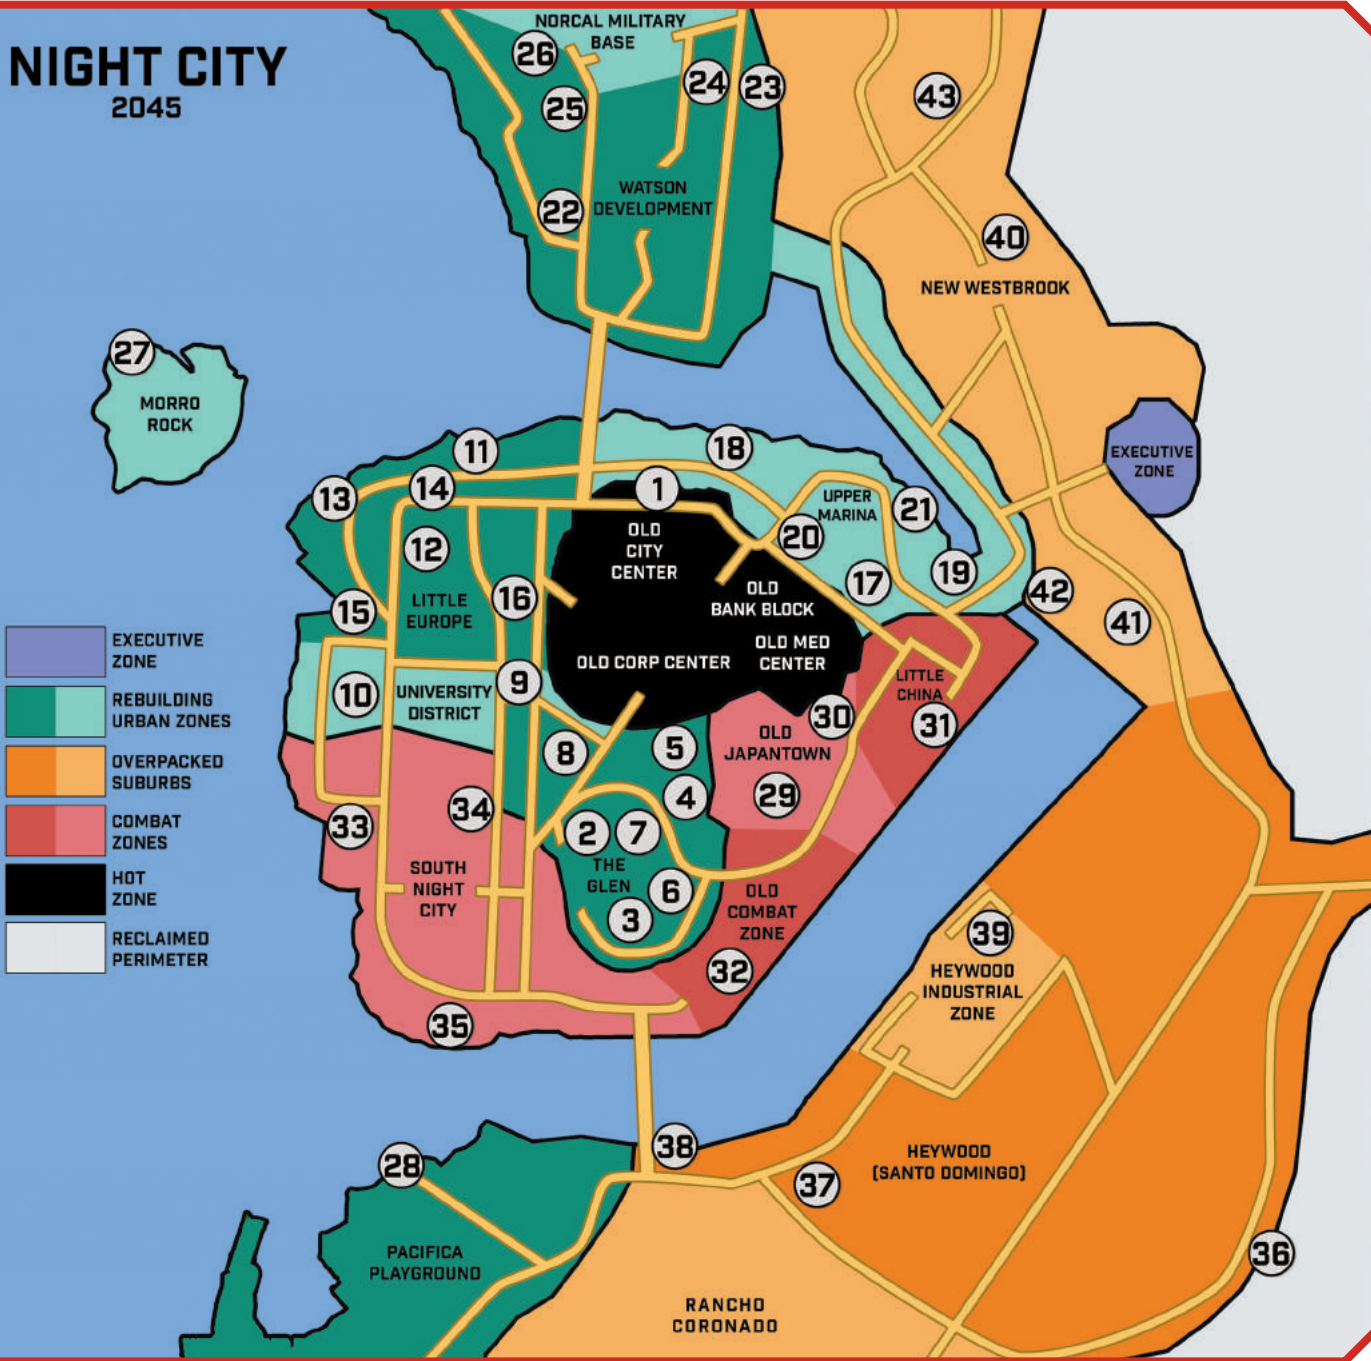 NIGHT CITY
2045
NORCAL MILITARY
BASE
26
25
24
23
22
WATSON
DEVELOPMENT
43
40
NEW WESTBROOK
27
MORRO
ROCK
EXECUTIVE
ZONE
11
18
13
14
1
12
OLD
CITY
CENTER
UPPER
MARINA
21
20
17
19
16
15
LITTLE
EUROPE
OLD
BANK BLOCK
42
41
OLD CORP CENTER
OLD MED
CENTER
10
UNIVERSITY
DISTRICT
9
LITTLE
CHINA
31
30
OLD
JAPANTOWN
29
8
5
4
2
7
THE
GLEN
6
3
33
34
SOUTH
NIGHT
CITY
35
OLD
COMBAT
ZONE
32
39
HEYWOOD
INDUSTRIAL
ZONE
EXECUTIVE
ZONE
REBUILDING
URBAN ZONES
OVERPACKED
SUBURBS
COMBAT
ZONES
HOT
ZONE
RECLAIMED
PERIMETER
28
38
37
HEYWOOD
(SANTO DOMINGO)
36
PACIFICA
PLAYGROUND
RANCHO
CORONADO